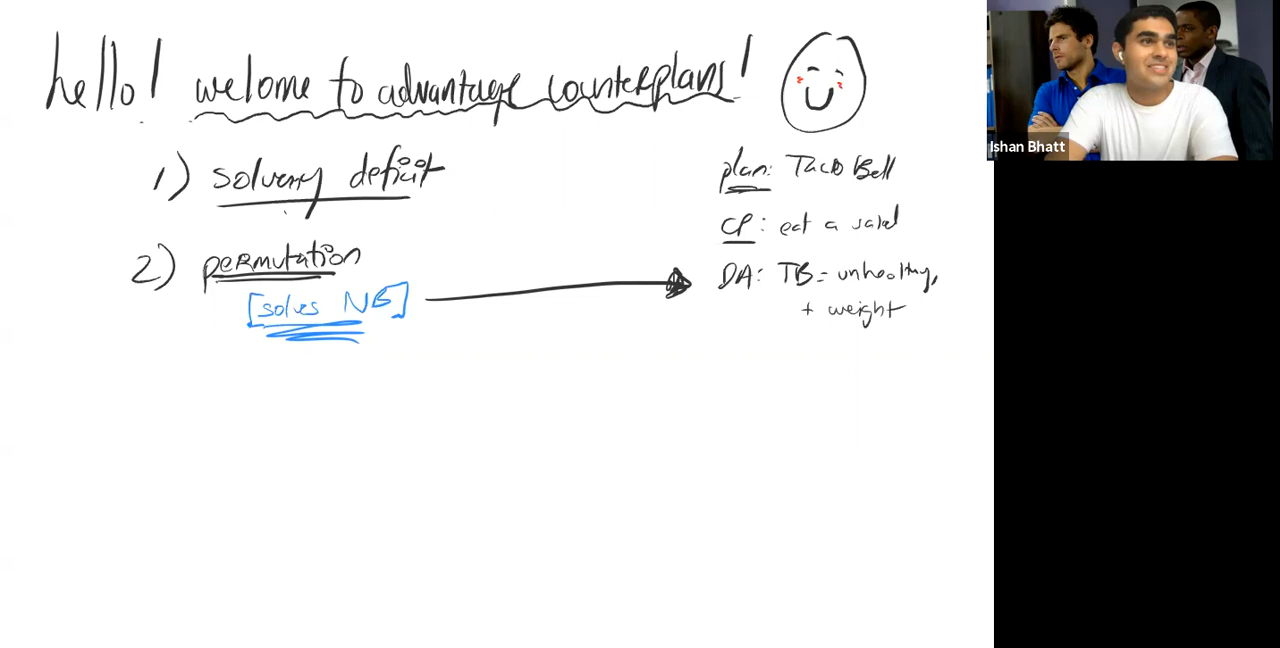 hello! welome to advantage counterplans!
1) solvency deficit
2) permutation
[solves NB]
plan: Taco Bell
CP: eat a salad
DA: TB = unhealthy,
+ weight
Ishan Bhatt